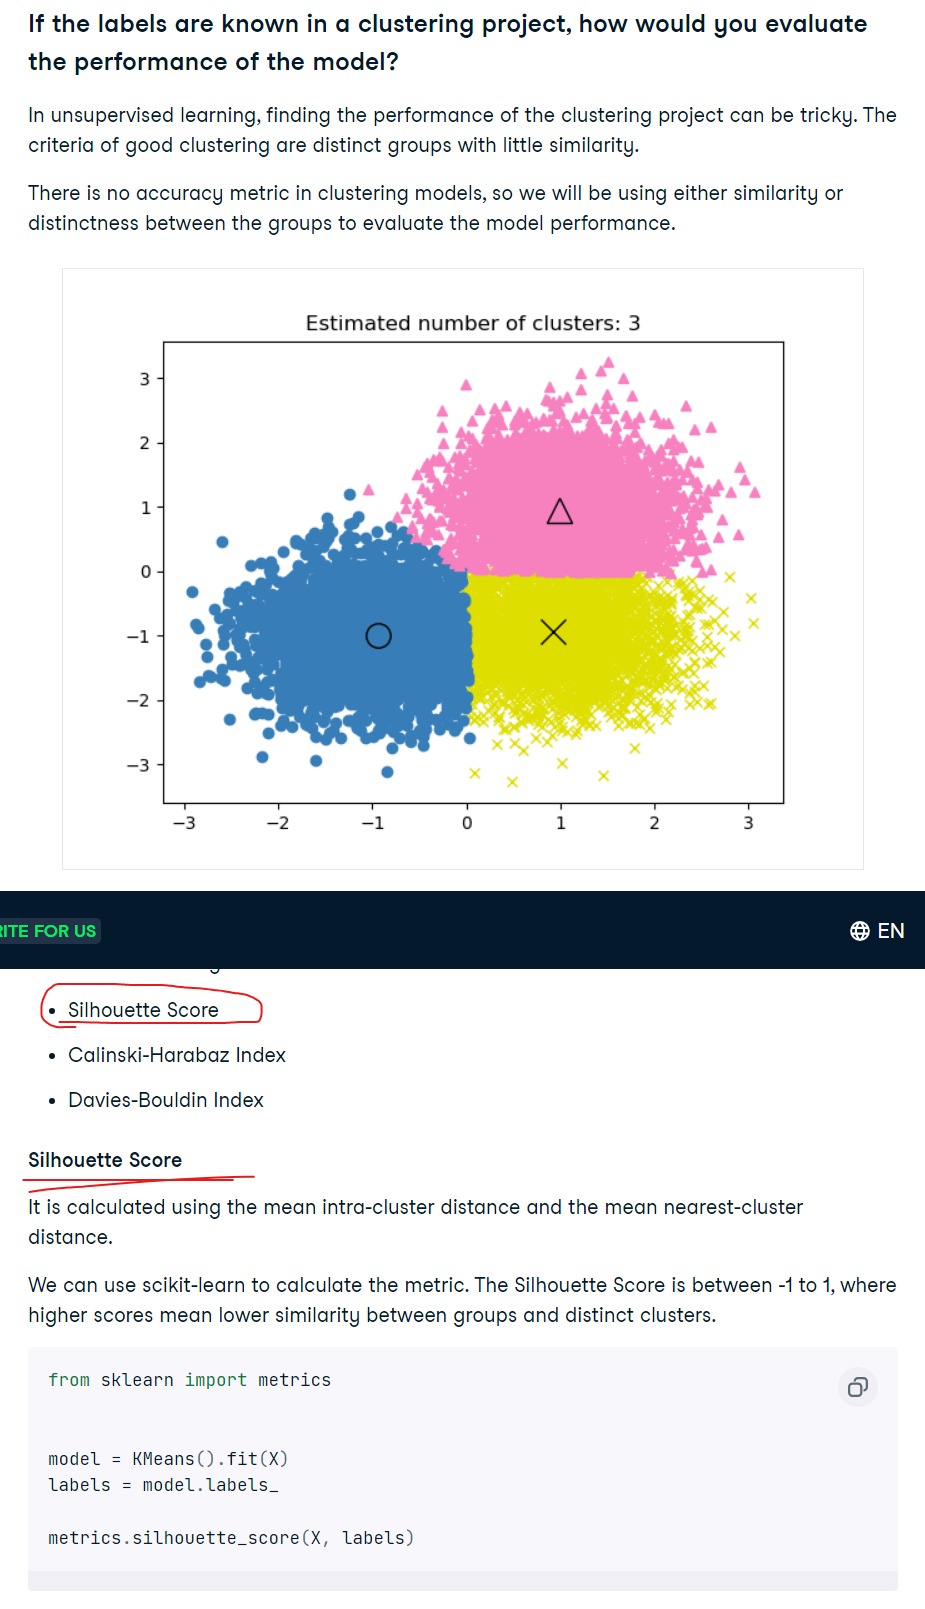 If the labels are known in a clustering project, how would you evaluate
the performance of the model?
In unsupervised learning, finding the performance of the clustering project can be tricky. The
criteria of good clustering are distinct groups with little similarity.
There is no accuracy metric in clustering models, so we will be using either similarity or
distinctness between the groups to evaluate the model performance.
Estimated number of clusters: 3
3
2
1
0
−1
−2
−3
−3 −2 −1 0 1 2 3
RITE FOR US EN
• Silhouette Score
• Calinski-Harabaz Index
• Davies-Bouldin Index
Silhouette Score
It is calculated using the mean intra-cluster distance and the mean nearest-cluster
distance.
We can use scikit-learn to calculate the metric. The Silhouette Score is between -1 to 1, where
higher scores mean lower similarity between groups and distinct clusters.
from sklearn import metrics
model = KMeans().fit(X)
labels = model.labels_
metrics.silhouette_score(X, labels)